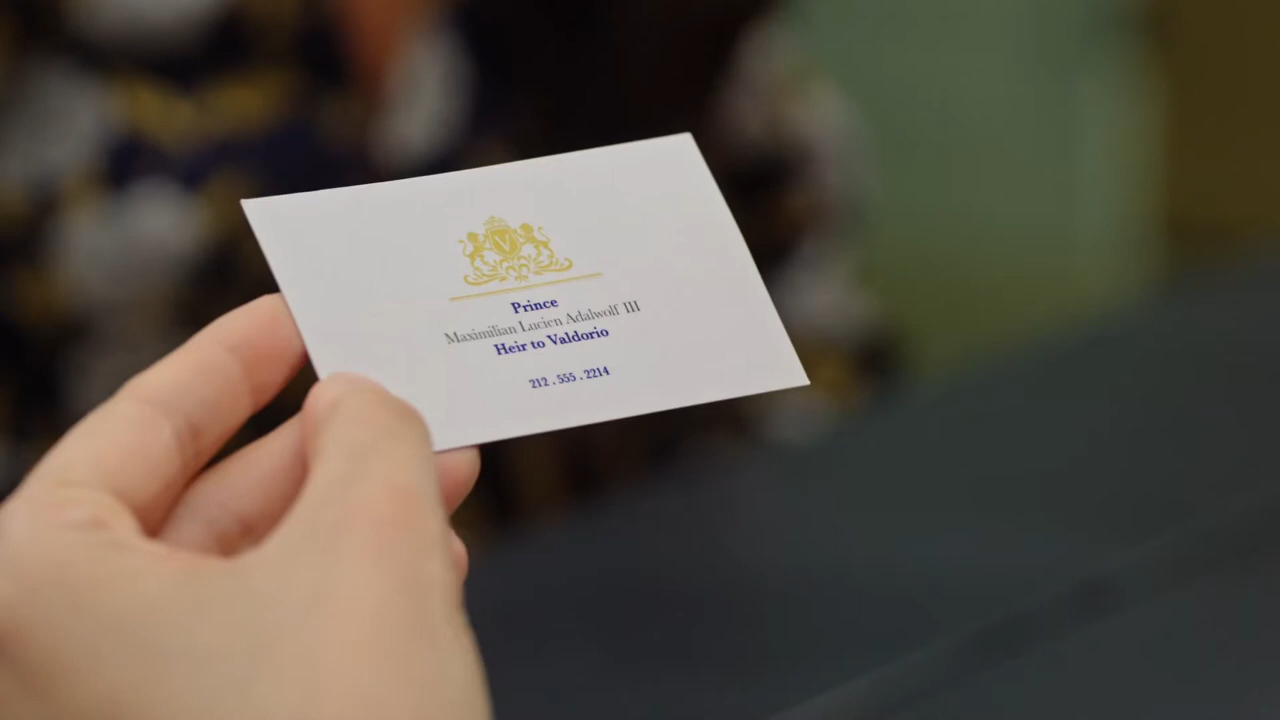 V
Prince
Maximilian Lucien Adalwolf III
Heir to Valdorio
212.555.2214